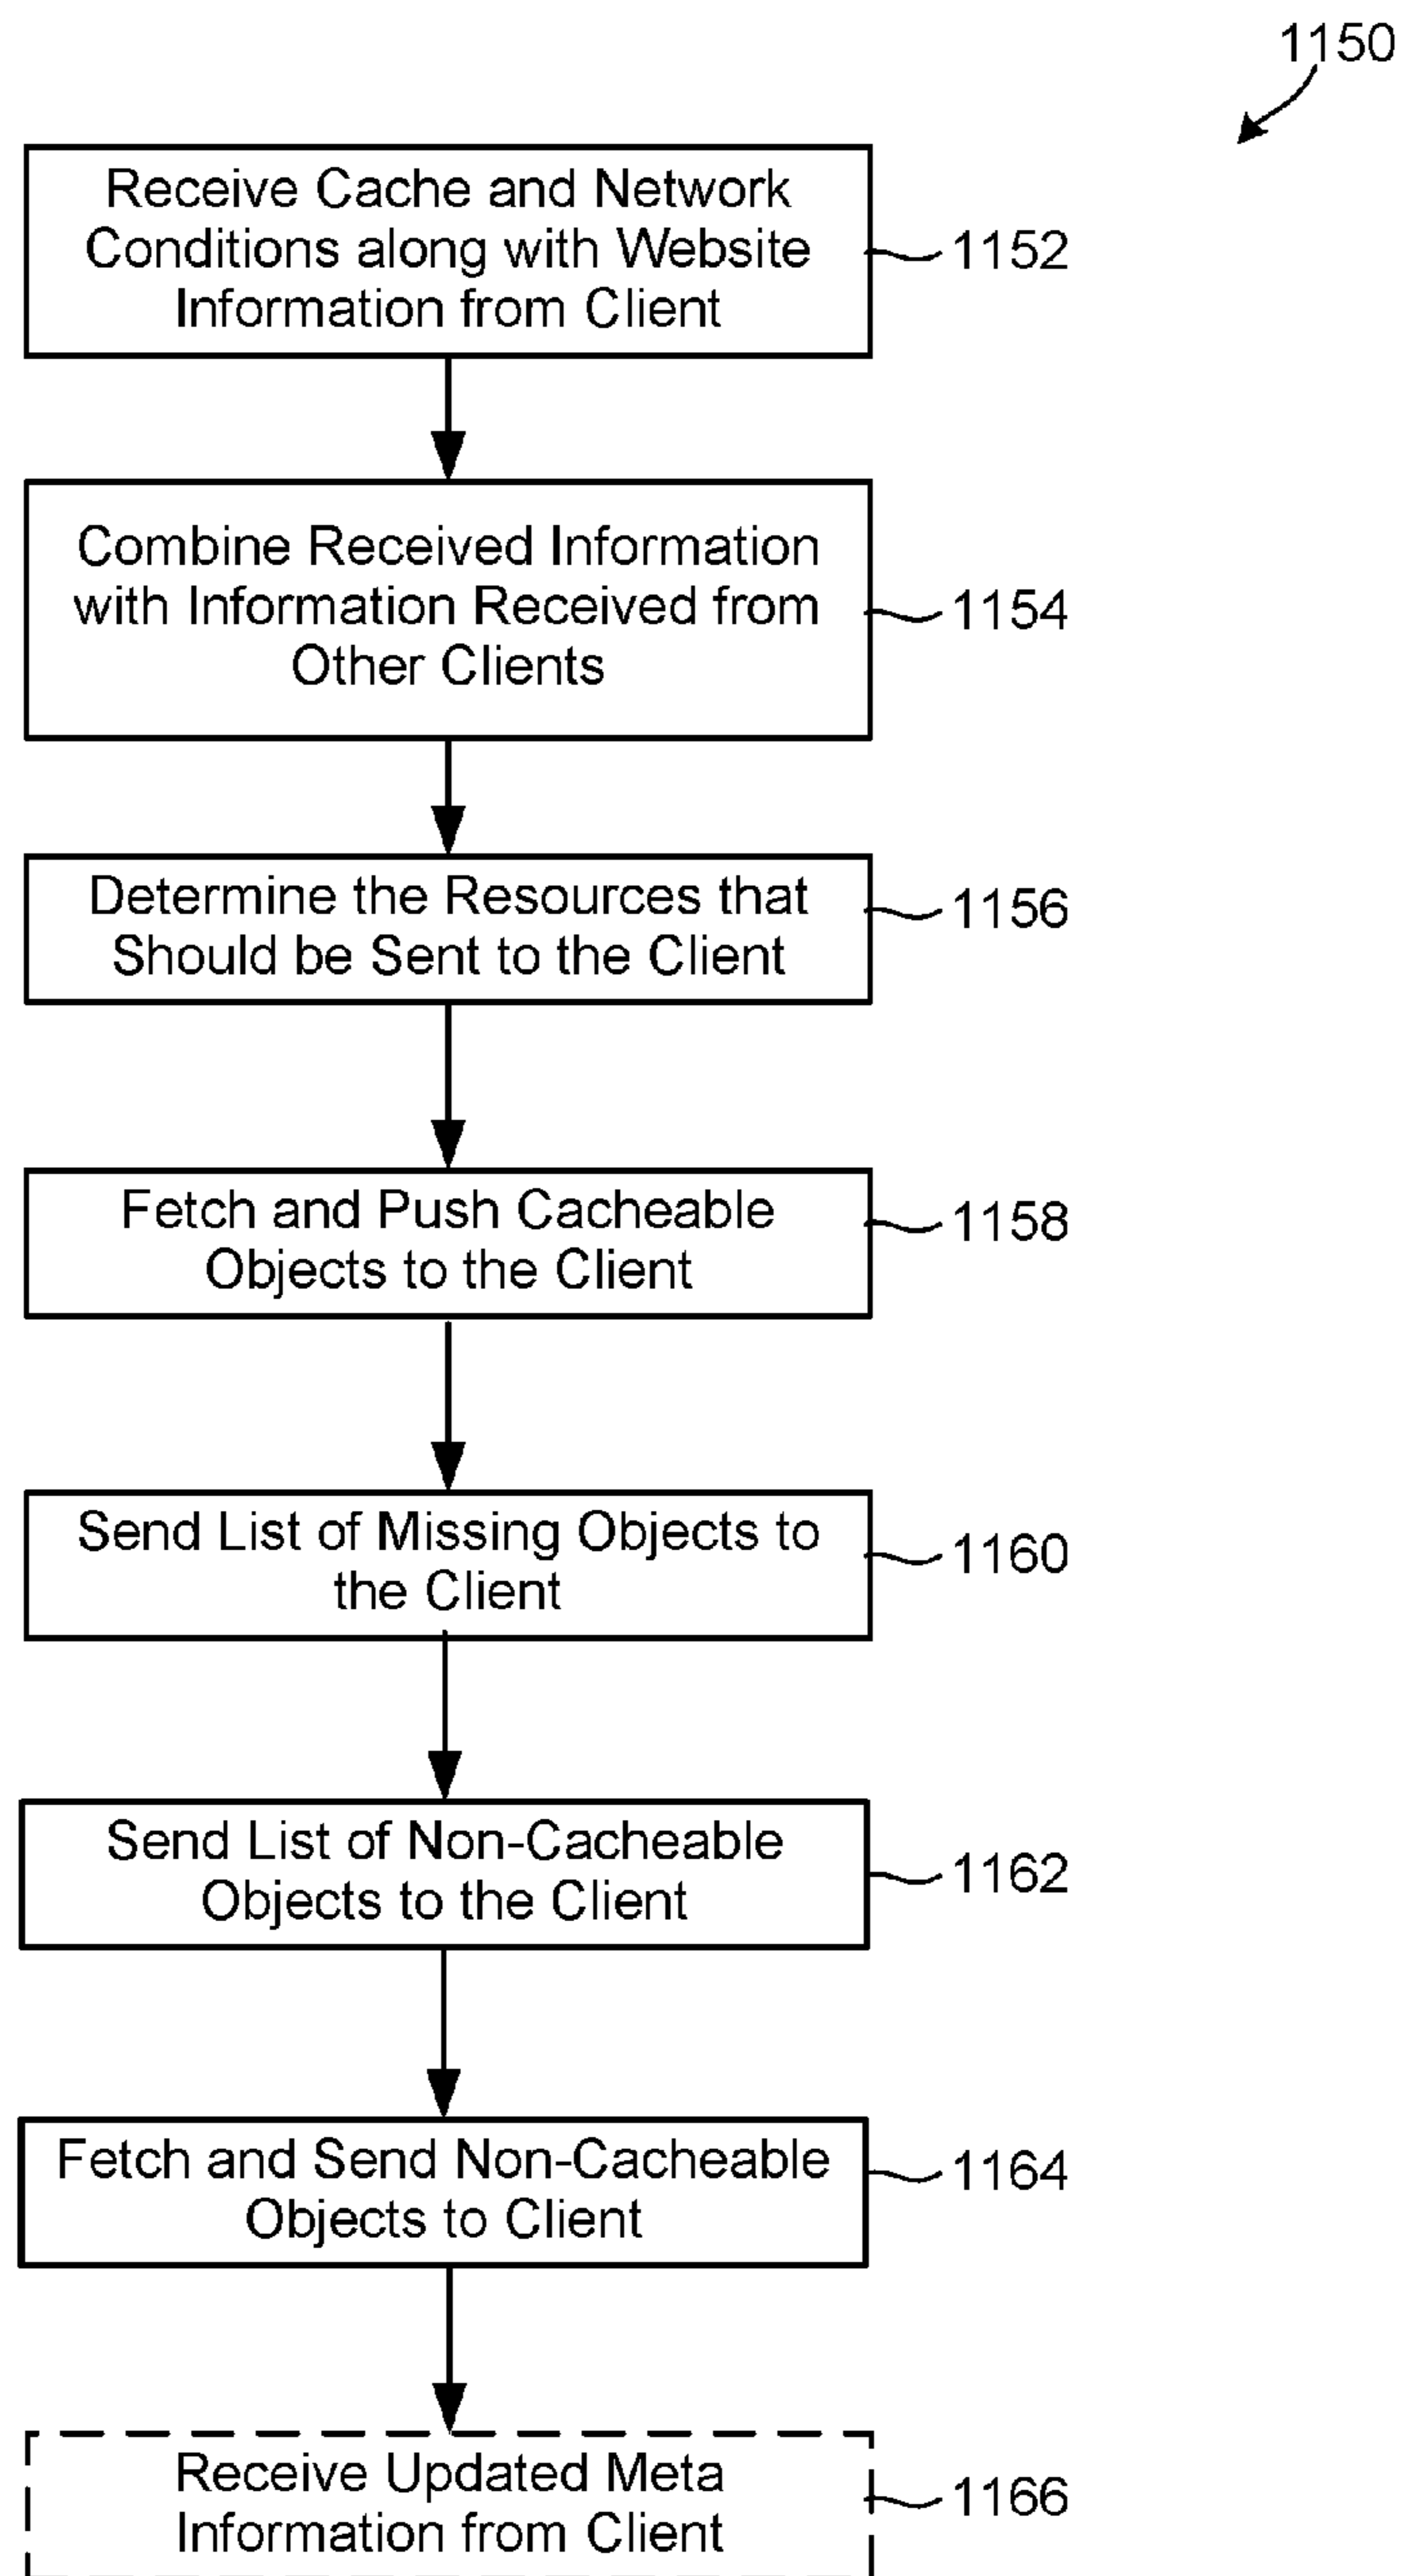 1150
Receive Cache and Network
Conditions along with Website
Information from Client
1152
Combine Received Information
with Information Received from
Other Clients
1154
Determine the Resources that
Should be Sent to the Client
1156
Fetch and Push Cacheable
Objects to the Client
1158
Send List of Missing Objects to
the Client
1160
Send List of Non-Cacheable
Objects to the Client
1162
Fetch and Send Non-Cacheable
Objects to Client
1164
Receive Updated Meta
Information from Client
1166